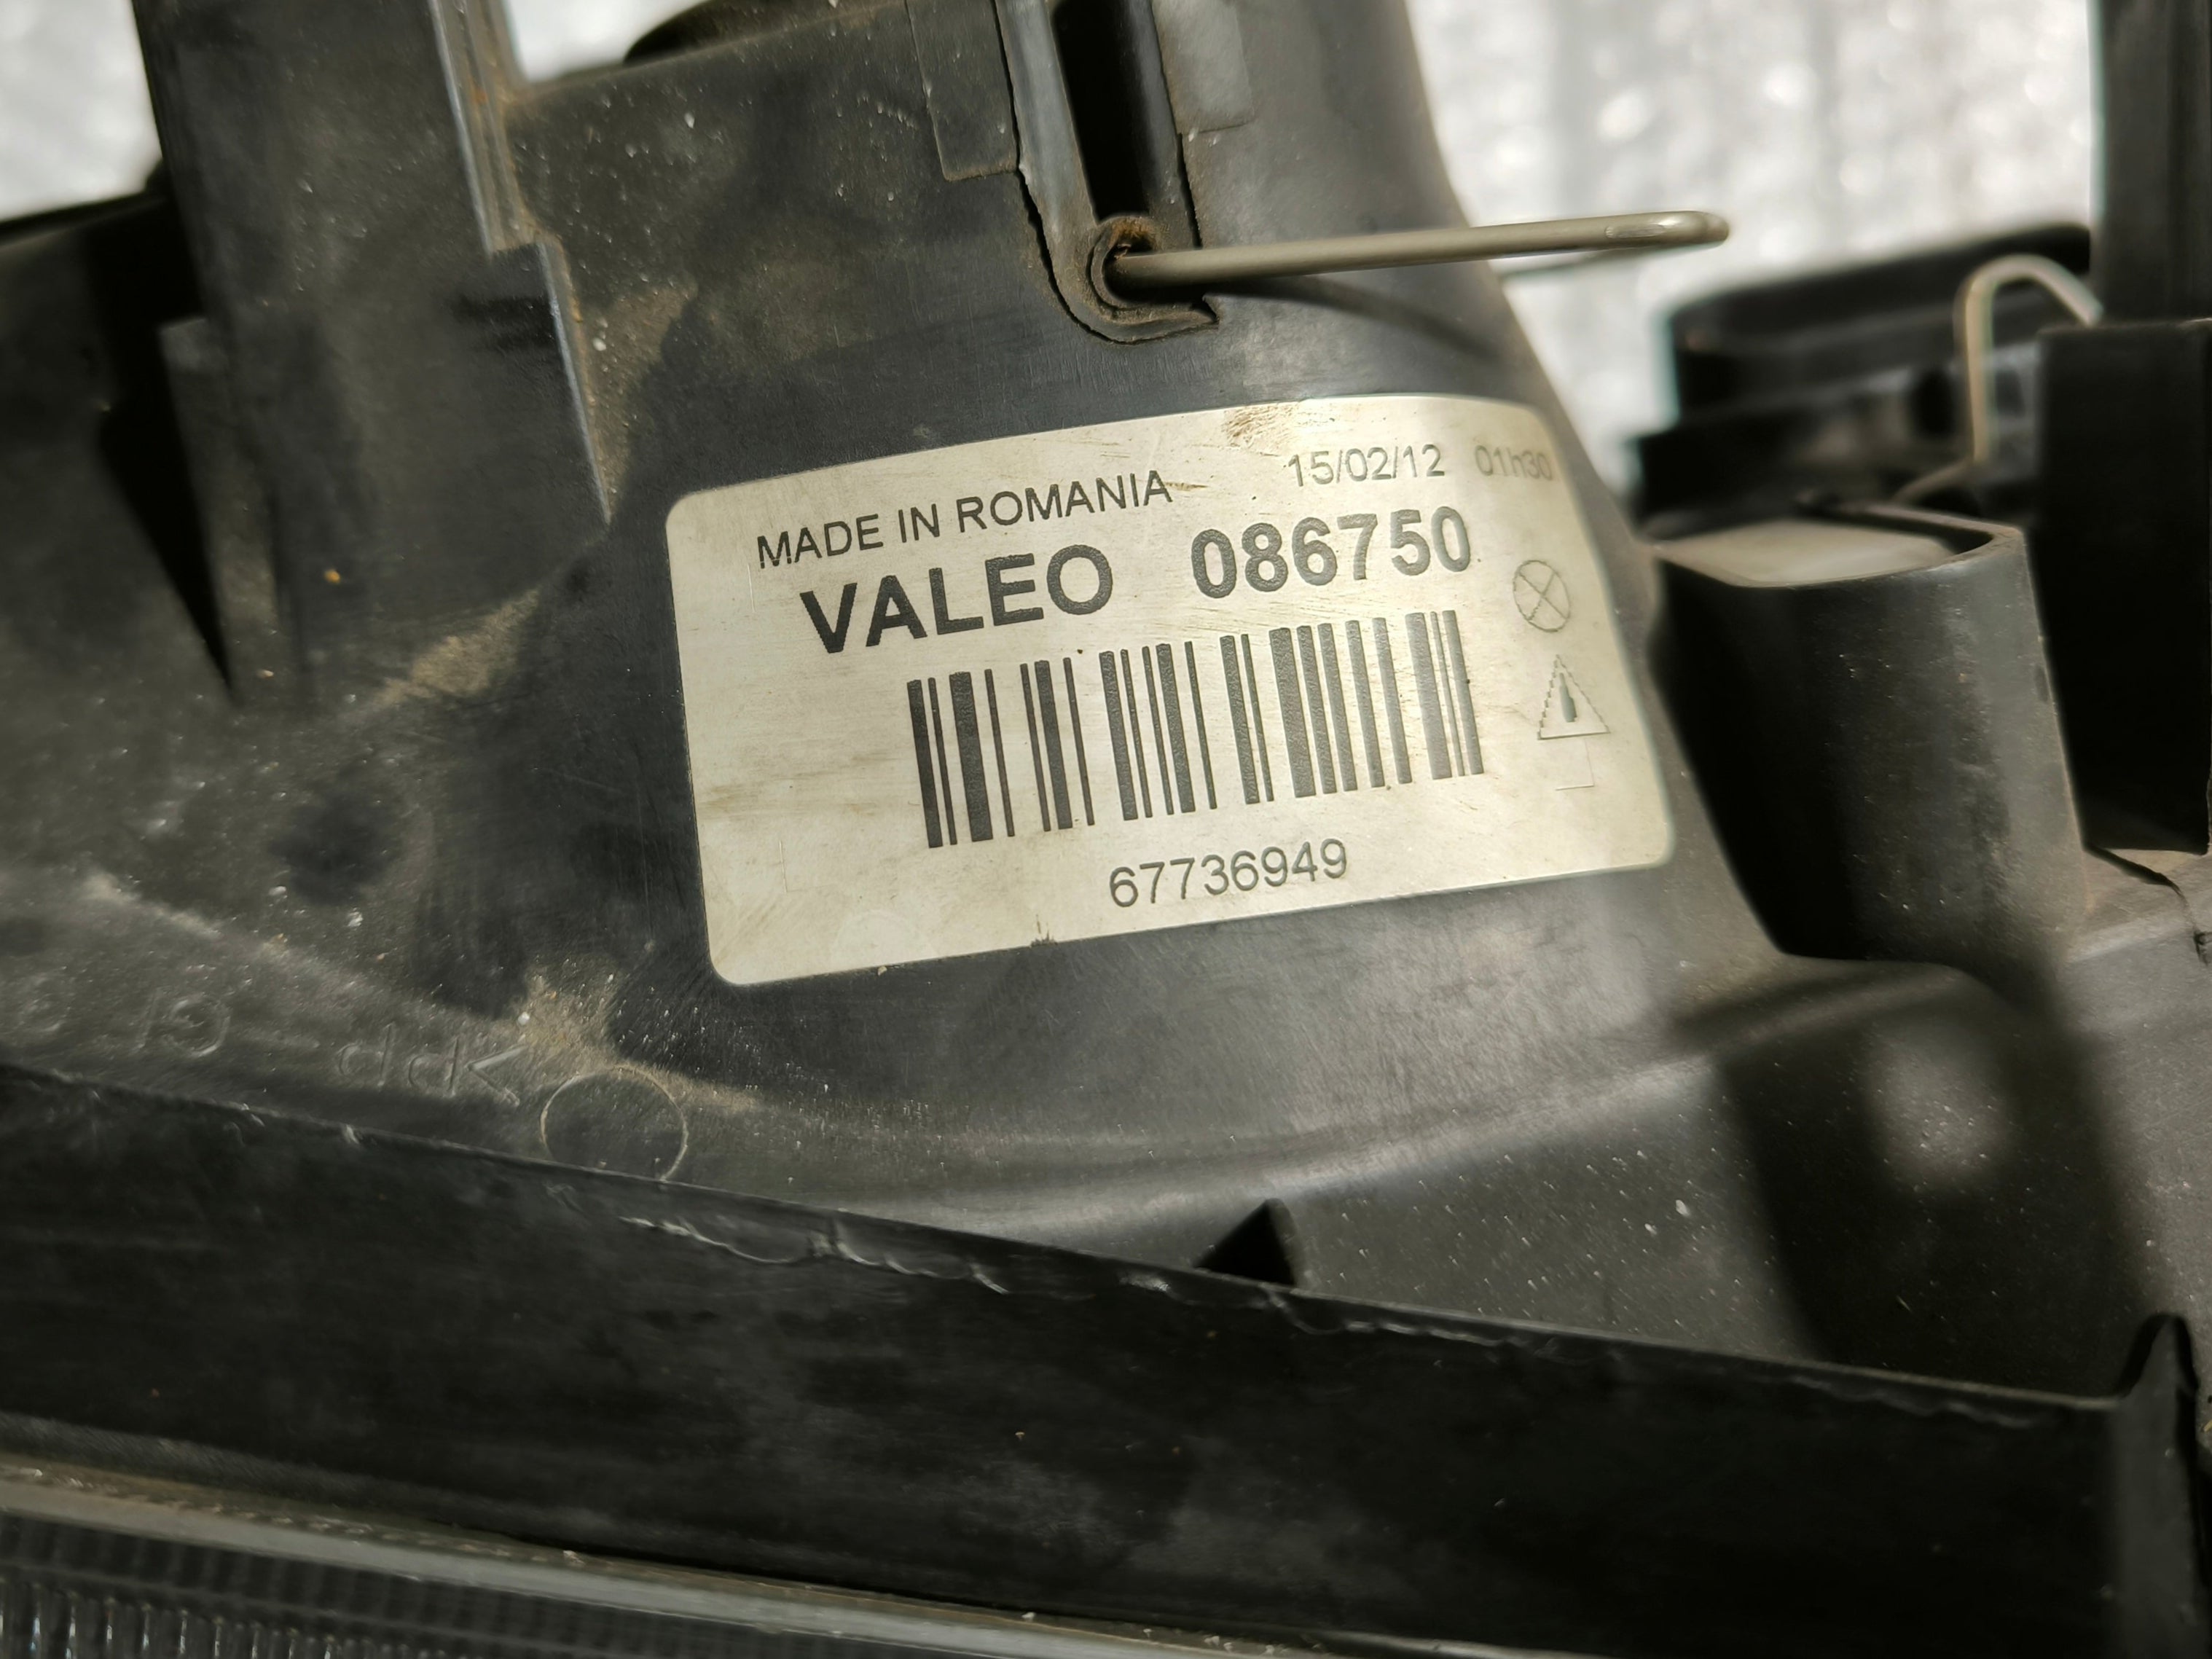 MADE IN ROMANIA 15/02/12 01h30
VALEO 086750
67736949